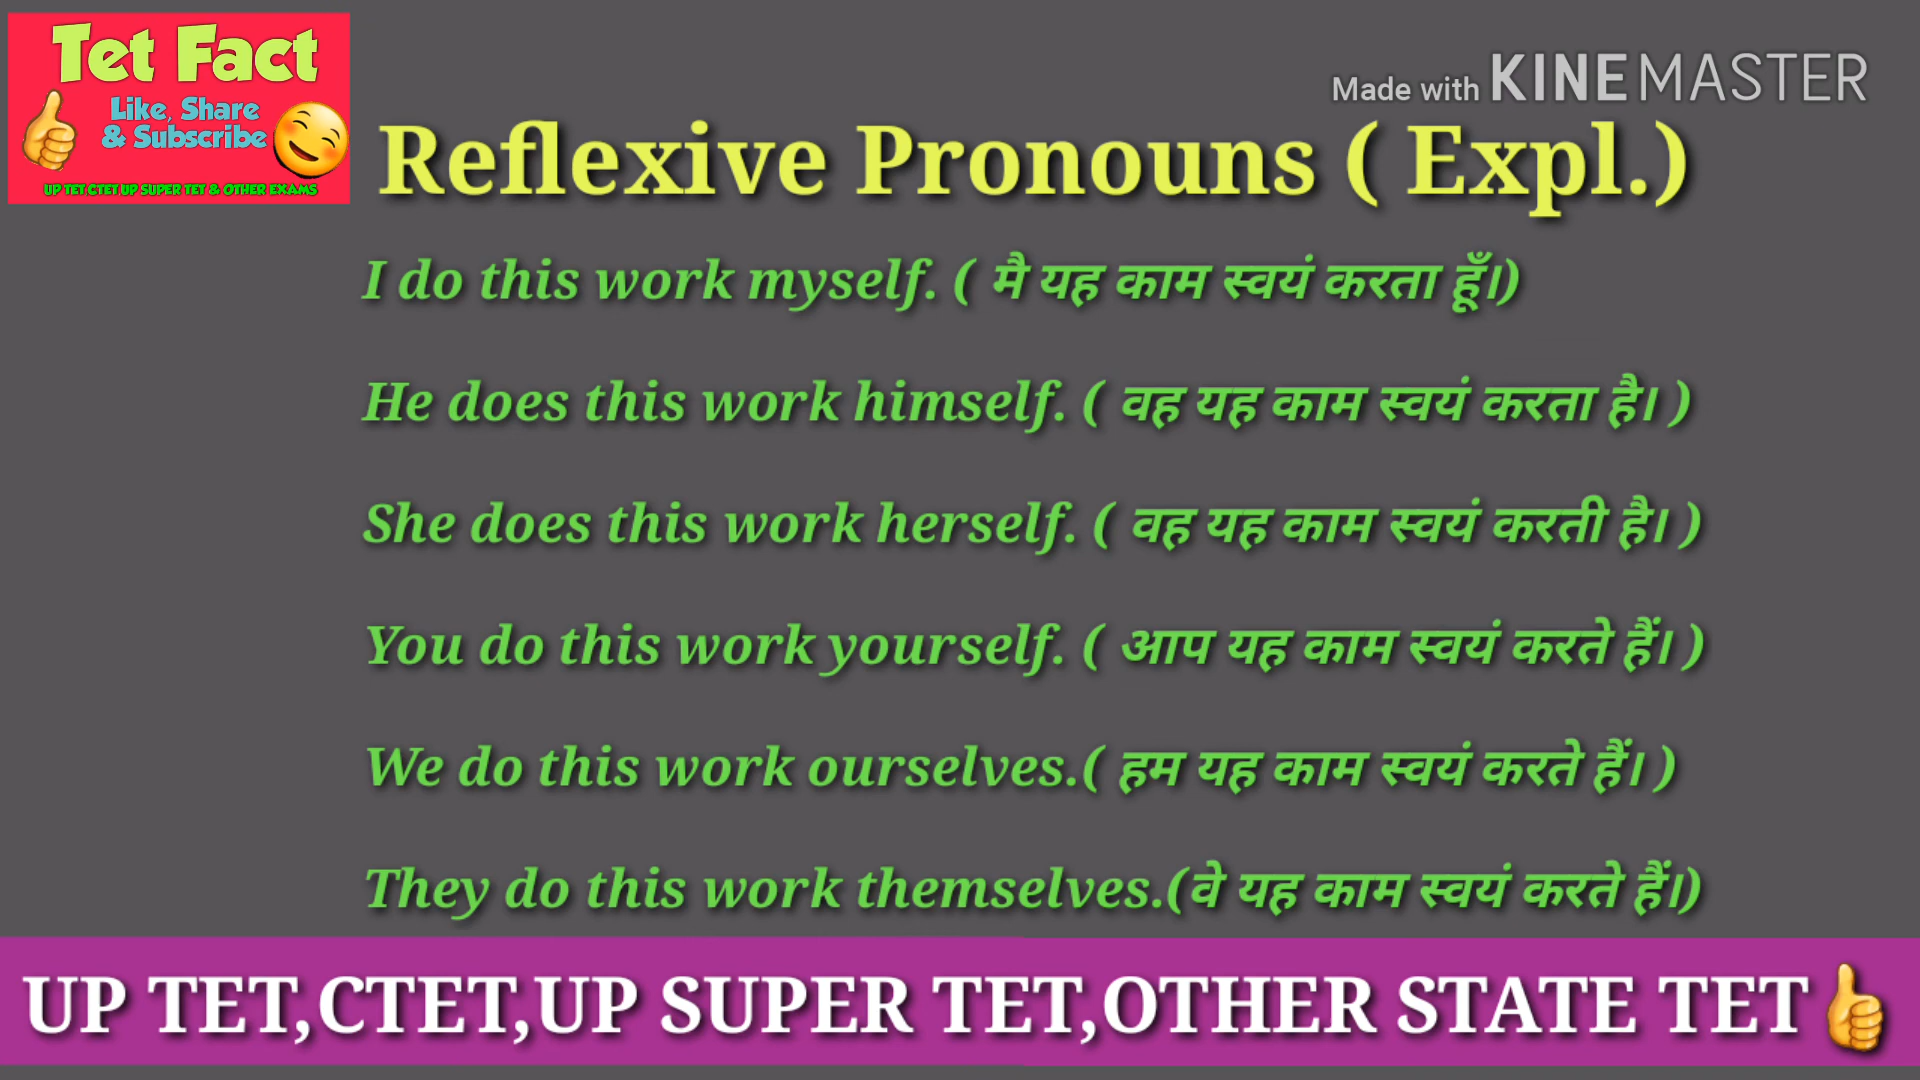 Tet Fact
Like, Share
& Subscribe
UP TET,CTET UP SUPER TET & OTHER EXAMS
Made with KINEMASTER
Reflexive Pronouns ( Expl.)
I do this work myself. ( मै यह काम स्वयं करता हूँ।)
He does this work himself. ( वह यह काम स्वयं करता है। )
She does this work herself. ( वह यह काम स्वयं करती है। )
You do this work yourself. ( आप यह काम स्वयं करते हैं। )
We do this work ourselves.( हम यह काम स्वयं करते हैं। )
They do this work themselves.(वे यह काम स्वयं करते हैं।)
UP TET,CTET,UP SUPER TET,OTHER STATE TET